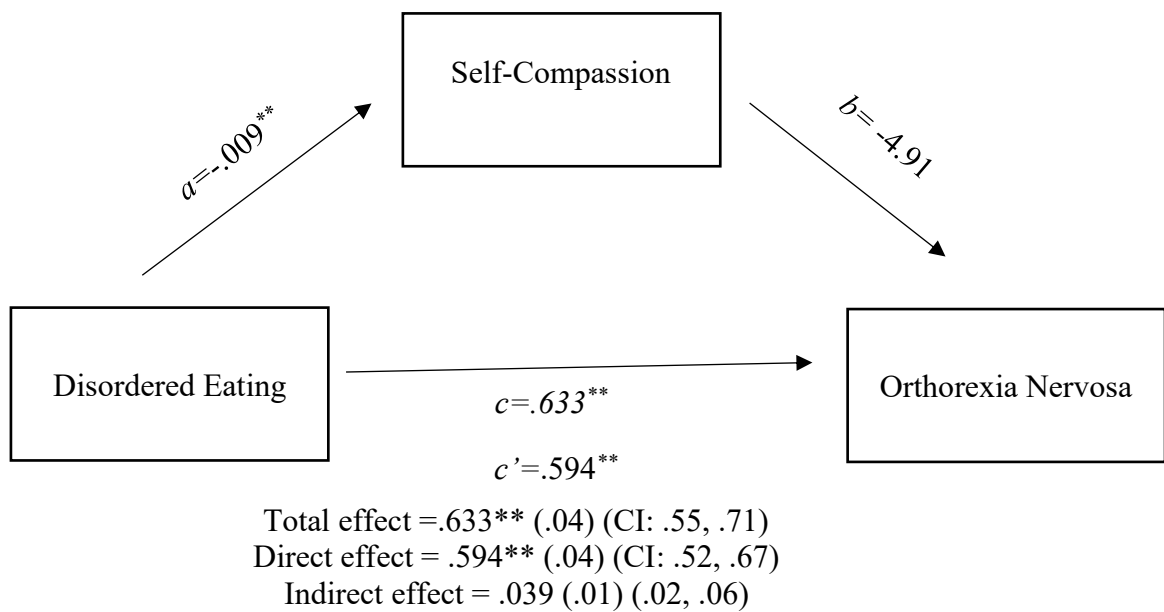 Self-Compassion
a=-.009**
b= -4.91
Disordered Eating
Orthorexia Nervosa
c=.633**
c’=.594**
Total effect =.633** (.04) (CI: .55, .71)
Direct effect = .594** (.04) (CI: .52, .67)
Indirect effect = .039 (.01) (.02, .06)